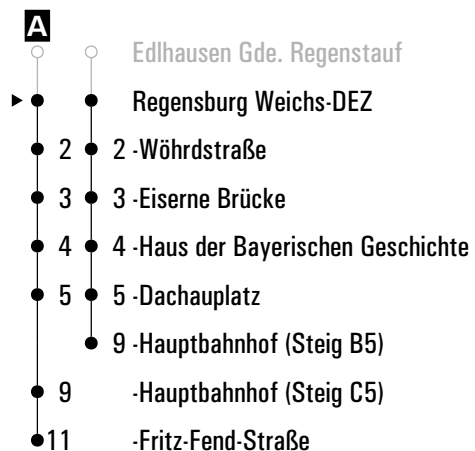 A
Edlhausen Gde. Regenstauf
Regensburg Weichs-DEZ
2 2 -Wöhrdstraße
3 3 -Eiserne Brücke
4 4 -Haus der Bayerischen Geschichte
5 5 -Dachauplatz
9 -Hauptbahnhof (Steig B5)
9 -Hauptbahnhof (Steig C5)
11 -Fritz-Fend-Straße